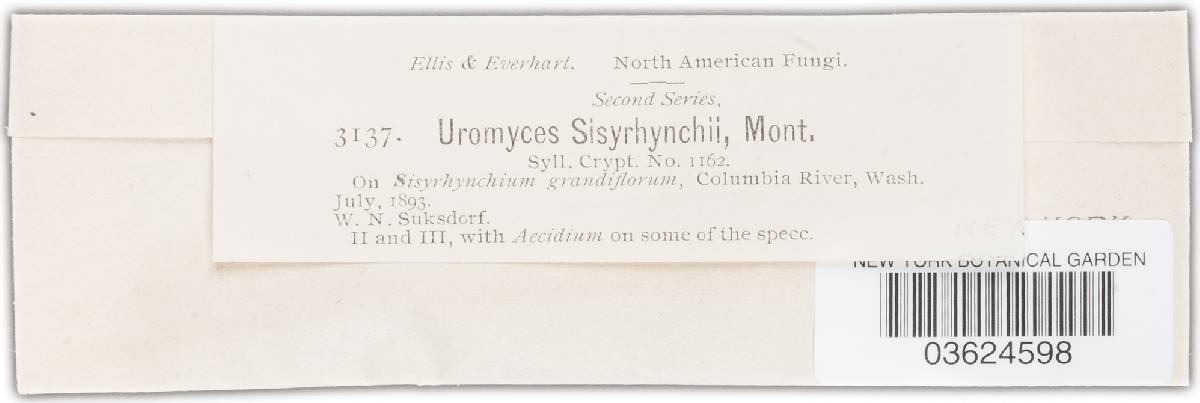 Ellis & Everhart. North American Fungi.
Second Series.
3137. Uromyces Sisyrhynchii, Mont.
Syll. Crypt. No. 1162.
On Sisyrhynchium grandiflorum, Columbia River, Wash.
July, 1893.
W. N. Suksdorf.
II and III, with Aecidium on some of the specc.
NEW YORK
NEW YORK BOTANICAL GARDEN
03624598